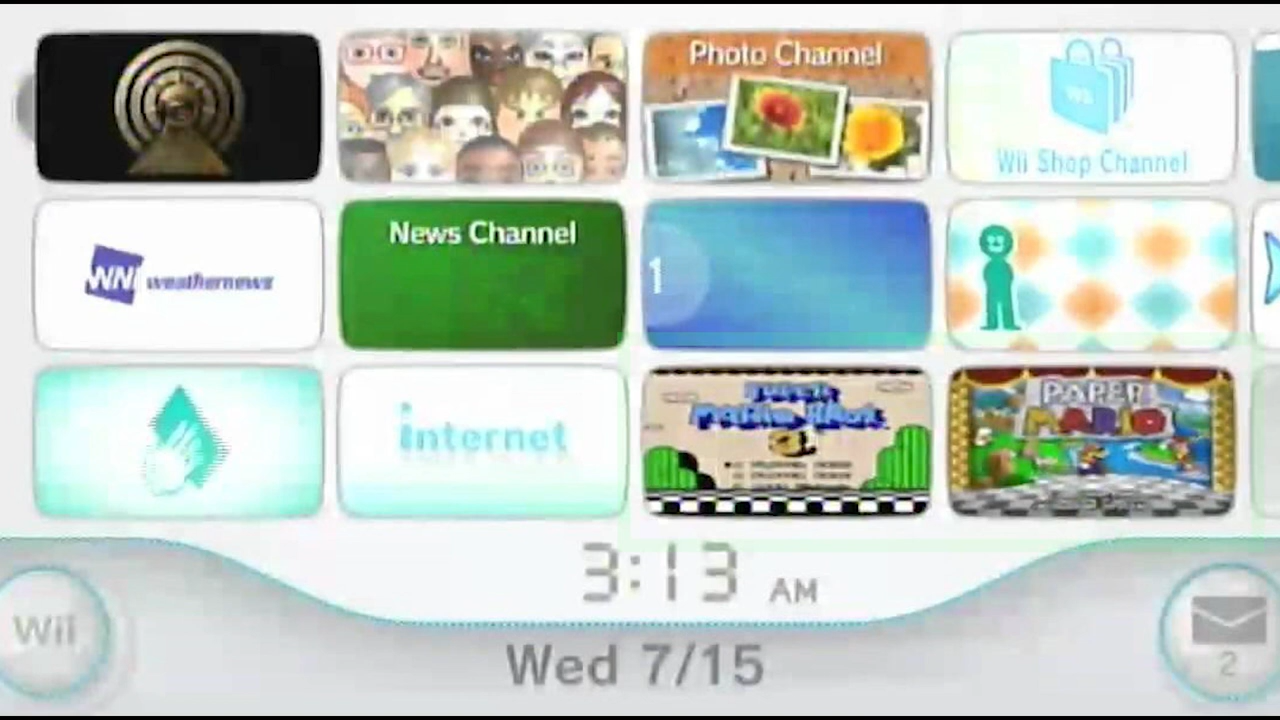 Photo Channel
Wii
Wii Shop Channel
WNI weathernews
News Channel
1
internet
PAPER
MARIO
3:13 AM
Wii
Wed 7/15
2